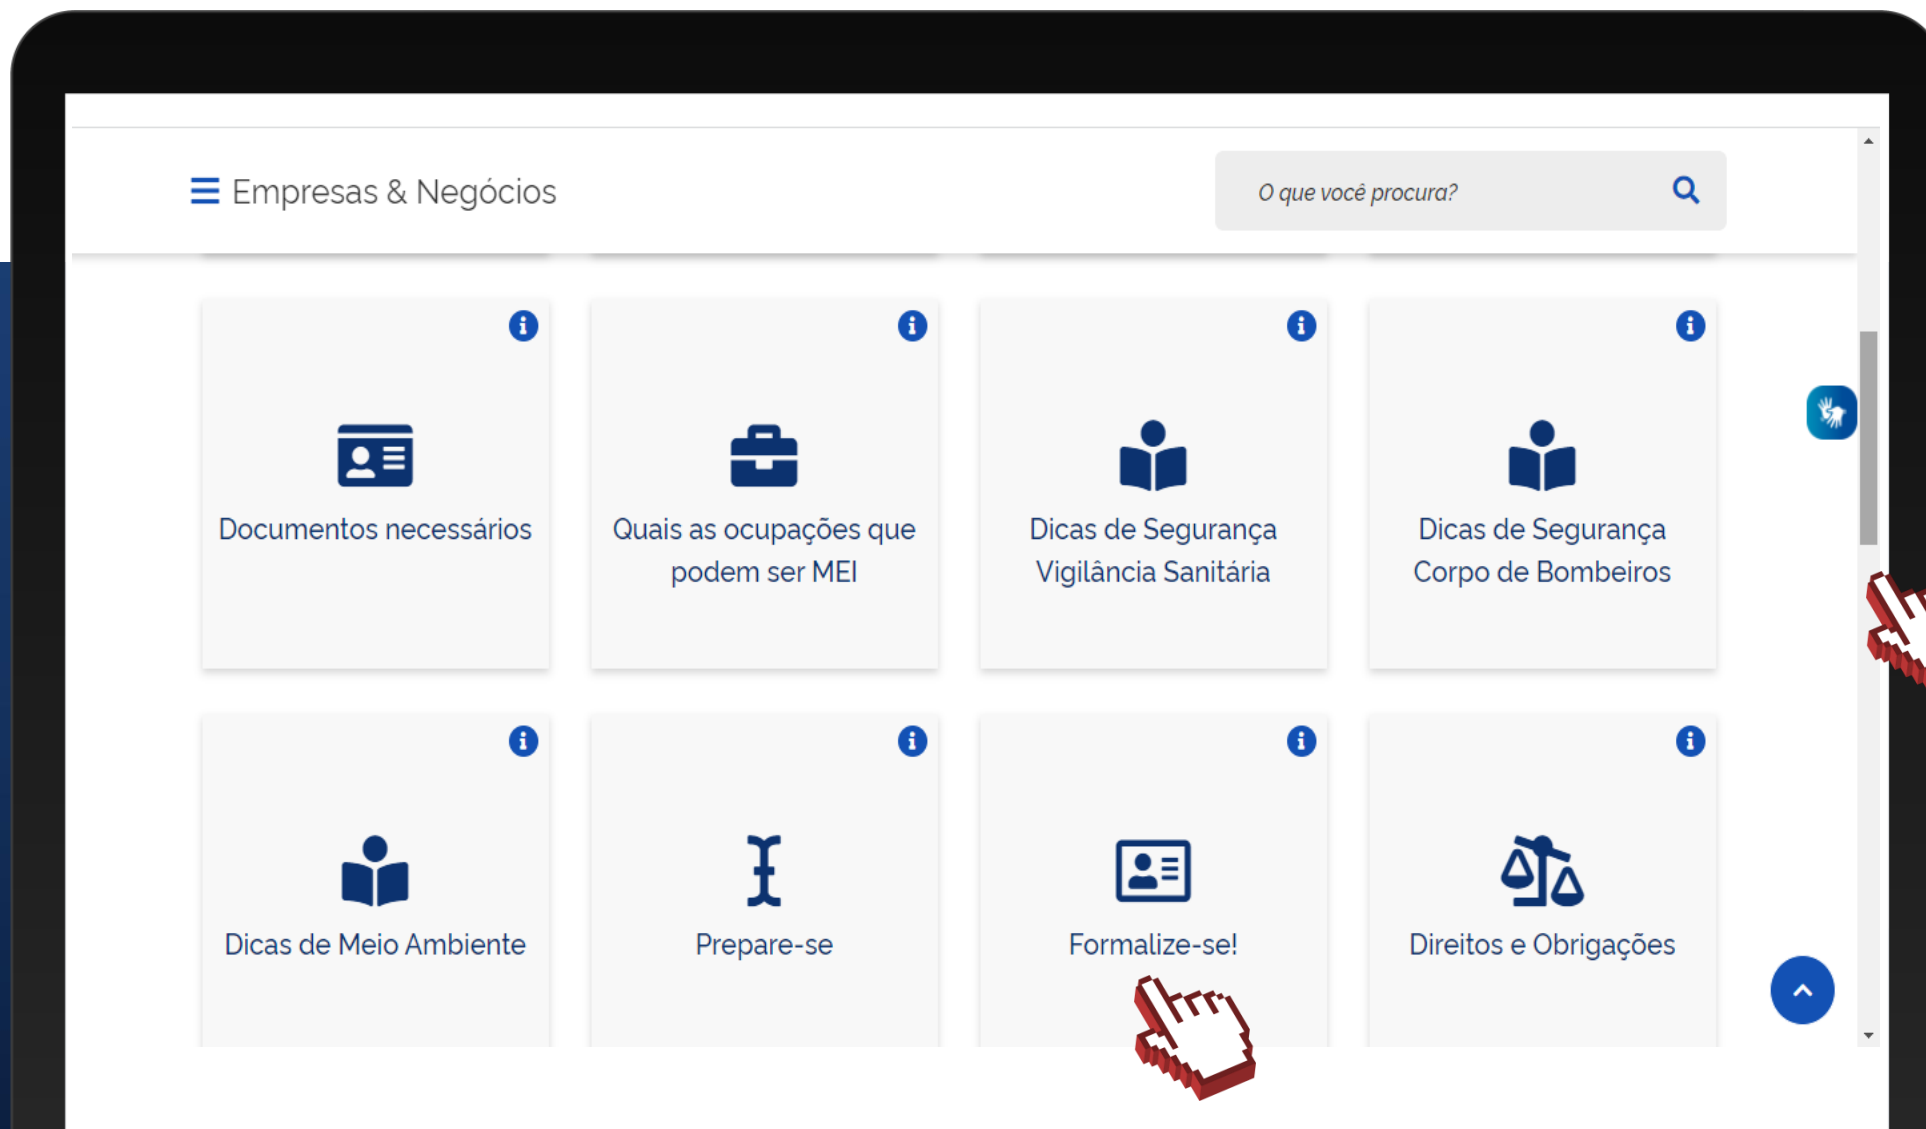 Empresas & Negócios
O que você procura?
Documentos necessários
Quais as ocupações que
podem ser MEI
Dicas de Segurança
Vigilância Sanitária
Dicas de Segurança
Corpo de Bombeiros
Dicas de Meio Ambiente
Prepare-se
Formalize-se!
Direitos e Obrigações